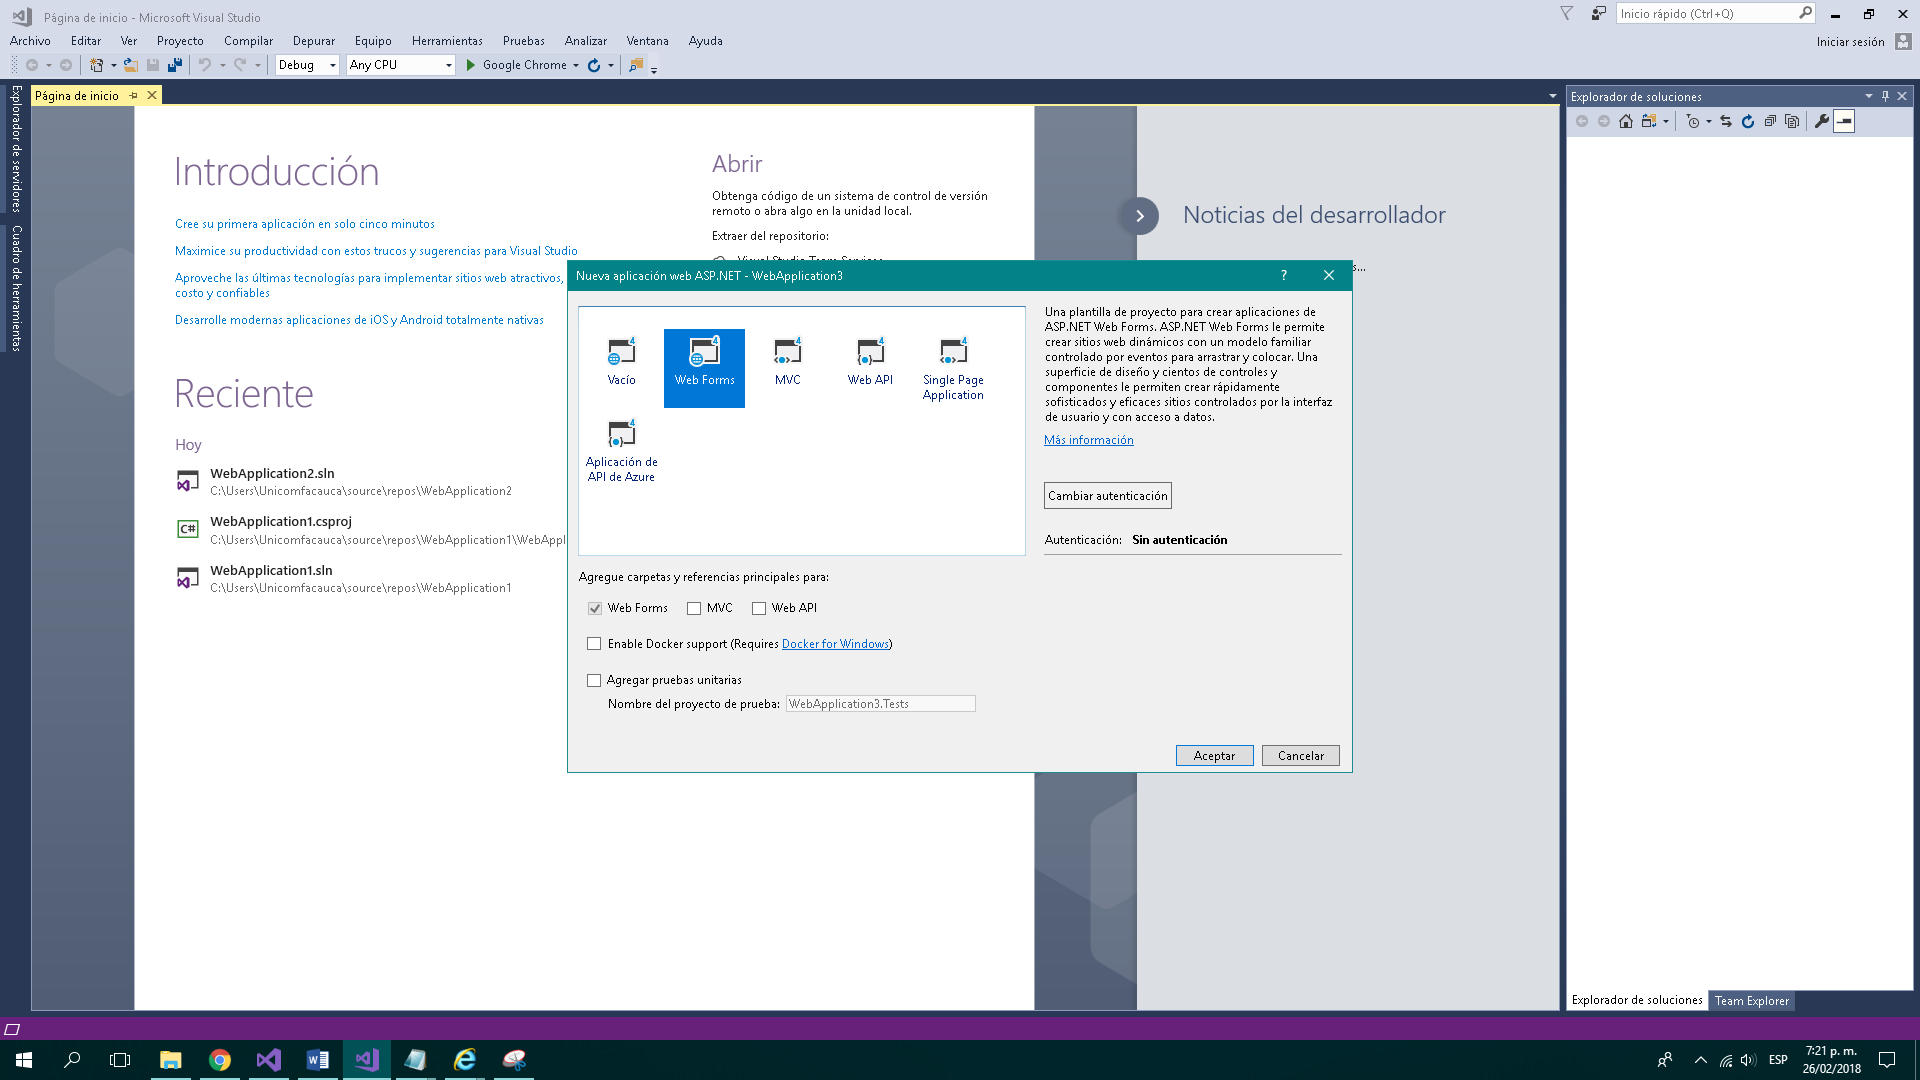 Página de inicio - Microsoft Visual Studio
Inicio rápido (Ctrl+Q)
Archivo Editar Ver Proyecto Compilar Depurar Equipo Herramientas Pruebas Analizar Ventana Ayuda
Iniciar sesión
Debug Any CPU Google Chrome
Explorador de servidores
Cuadro de herramientas
Página de inicio
Introducción
Cree su primera aplicación en solo cinco minutos
Maximice su productividad con estos trucos y sugerencias para Visual Studio
Aproveche las últimas tecnologías para implementar sitios web atractivos,
costo y confiables
Desarrolle modernas aplicaciones de iOS y Android totalmente nativas
Reciente
Hoy
WebApplication2.sln
C:\Users\Unicomfacauca\source\repos\WebApplication2
C#
WebApplication1.csproj
C:\Users\Unicomfacauca\source\repos\WebApplication1\WebAppl
WebApplication1.sln
C:\Users\Unicomfacauca\source\repos\WebApplication1
Abrir
Obtenga código de un sistema de control de versión
remoto o abra algo en la unidad local.
Extraer del repositorio:
Visual Studio Team Services
Noticias del desarrollador
s...
Nueva aplicación web ASP.NET - WebApplication3
?
4
Vacío
4
Web Forms
4
MVC
4
Web API
4
Single Page
Application
4
Aplicación de
API de Azure
Una plantilla de proyecto para crear aplicaciones de
ASP.NET Web Forms. ASP.NET Web Forms le permite
crear sitios web dinámicos con un modelo familiar
controlado por eventos para arrastrar y colocar. Una
superficie de diseño y cientos de controles y
componentes le permiten crear rápidamente
sofisticados y eficaces sitios controlados por la interfaz
de usuario y con acceso a datos.
Más información
Cambiar autenticación
Autenticación: Sin autenticación
Agregue carpetas y referencias principales para:
Web Forms MVC Web API
Enable Docker support (Requires Docker for Windows)
Agregar pruebas unitarias
Nombre del proyecto de prueba: WebApplication3.Tests
Aceptar Cancelar
Explorador de soluciones
Explorador de soluciones Team Explorer
ESP
7:21 p. m.
26/02/2018